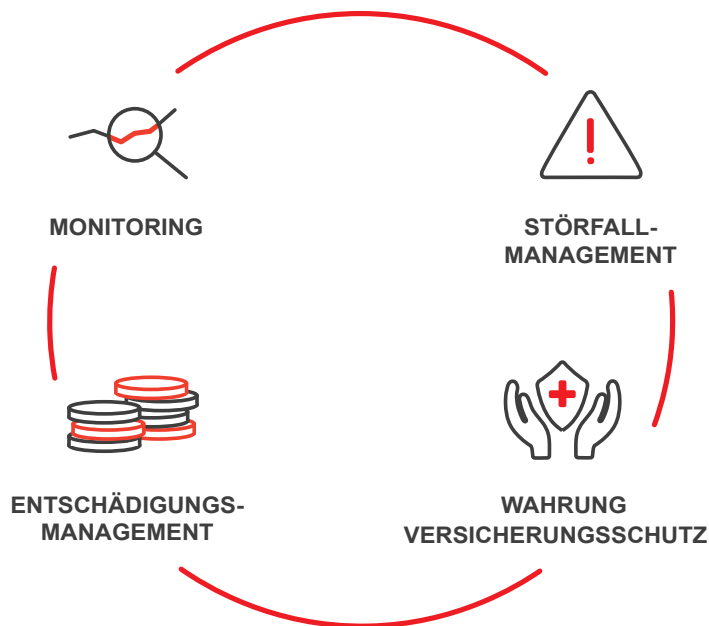 MONITORING
STÖRFALL-
MANAGEMENT
ENTSCHÄDIGUNGS-
MANAGEMENT
WAHRUNG
VERSICHERUNGSSCHUTZ